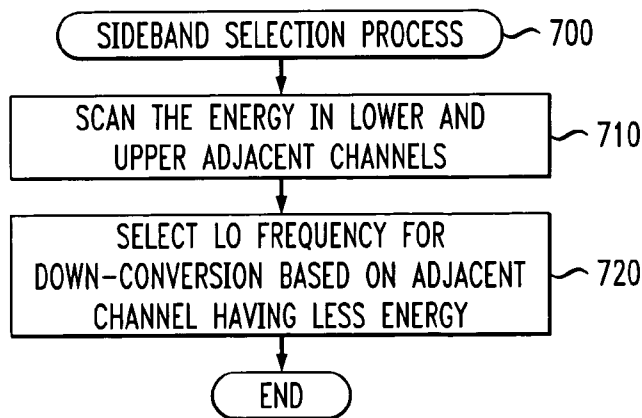 SIDEBAND SELECTION PROCESS
700
SCAN THE ENERGY IN LOWER AND
UPPER ADJACENT CHANNELS
710
SELECT LO FREQUENCY FOR
DOWN-CONVERSION BASED ON ADJACENT
CHANNEL HAVING LESS ENERGY
720
END